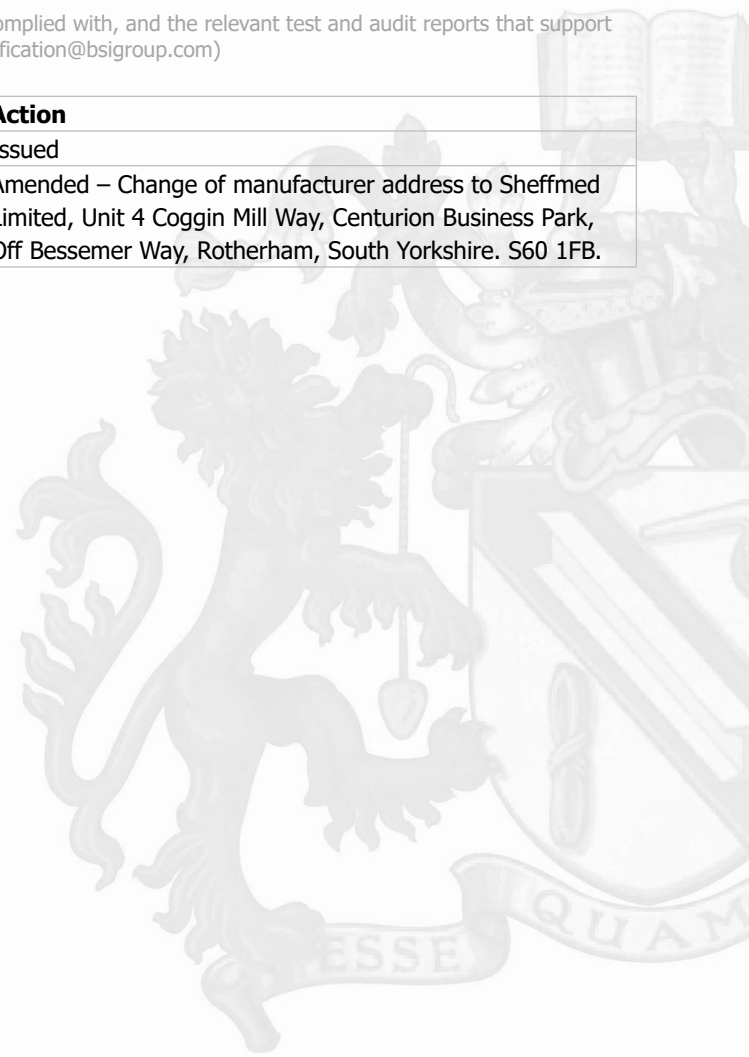 omplied with, and the relevant test and audit reports that support
fication@bsigroup.com)
Action
Issued
Amended – Change of manufacturer address to Sheffmed
Limited, Unit 4 Coggin Mill Way, Centurion Business Park,
Off Bessemer Way, Rotherham, South Yorkshire. S60 1FB.
ESSE
QUAM